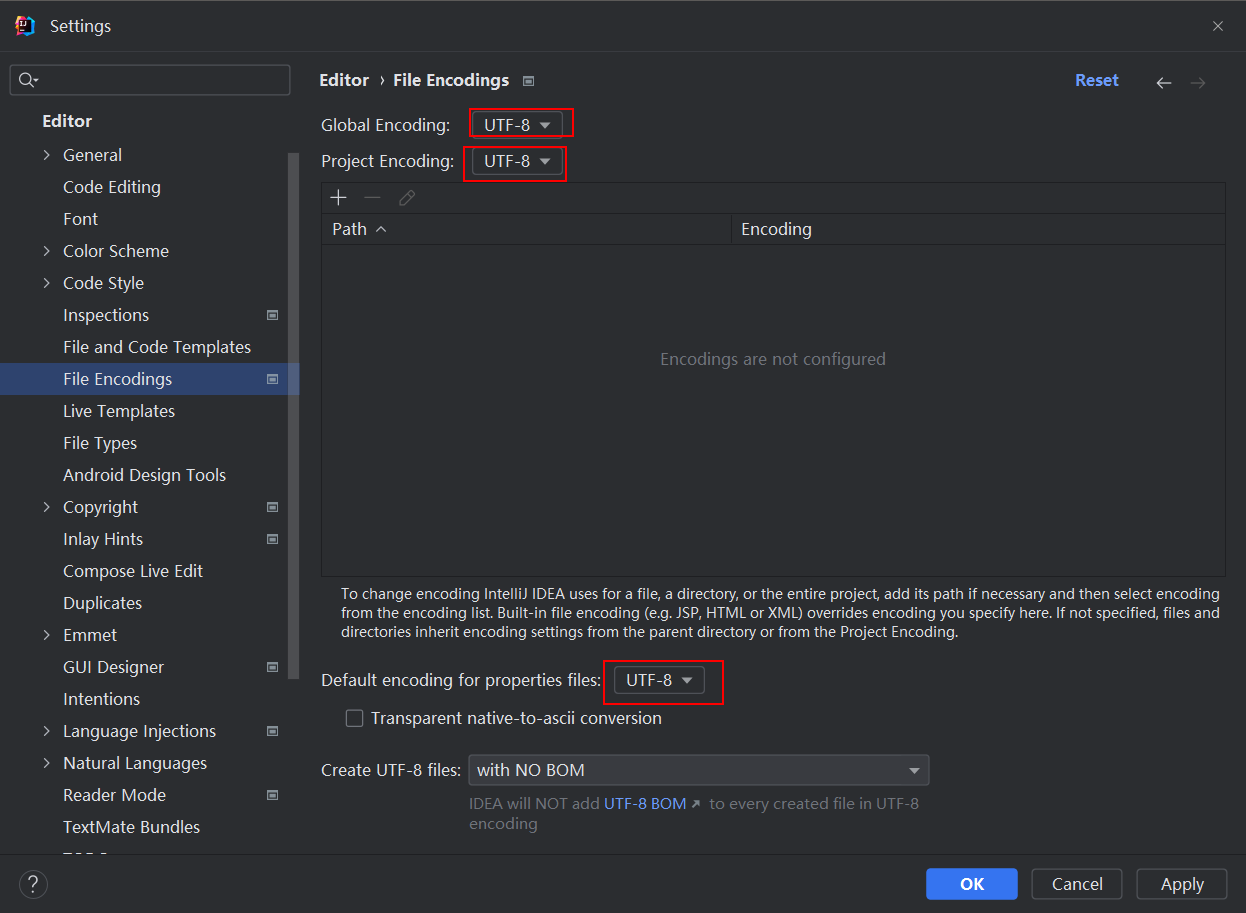 Settings
Editor › File Encodings
Reset
Editor
General
Code Editing
Font
Color Scheme
Code Style
Inspections
File and Code Templates
File Encodings
Live Templates
File Types
Android Design Tools
Copyright
Inlay Hints
Compose Live Edit
Duplicates
Emmet
GUI Designer
Intentions
Language Injections
Natural Languages
Reader Mode
TextMate Bundles
Global Encoding: UTF-8
Project Encoding: UTF-8
Path Encoding
Encodings are not configured
To change encoding IntelliJ IDEA uses for a file, a directory, or the entire project, add its path if necessary and then select encoding
from the encoding list. Built-in file encoding (e.g. JSP, HTML or XML) overrides encoding you specify here. If not specified, files and
directories inherit encoding settings from the parent directory or from the Project Encoding.
Default encoding for properties files: UTF-8
Transparent native-to-ascii conversion
Create UTF-8 files: with NO BOM
IDEA will NOT add UTF-8 BOM ↗ to every created file in UTF-8
encoding
?
OK
Cancel
Apply